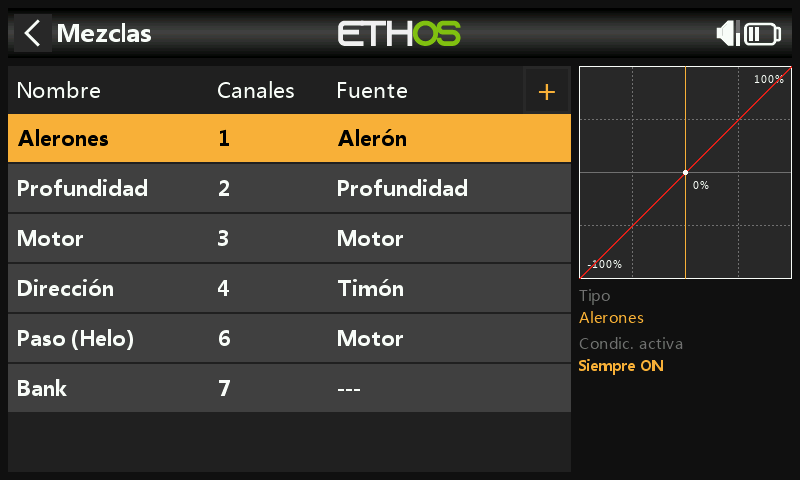 Mezclas
ETHOS
Nombre Canales Fuente +
Alerones 1 Alerón
Profundidad 2 Profundidad
Motor 3 Motor
Dirección 4 Timón
Paso (Helo) 6 Motor
Bank 7 ---
100%
0%
-100%
Tipo
Alerones
Condic. activa
Siempre ON